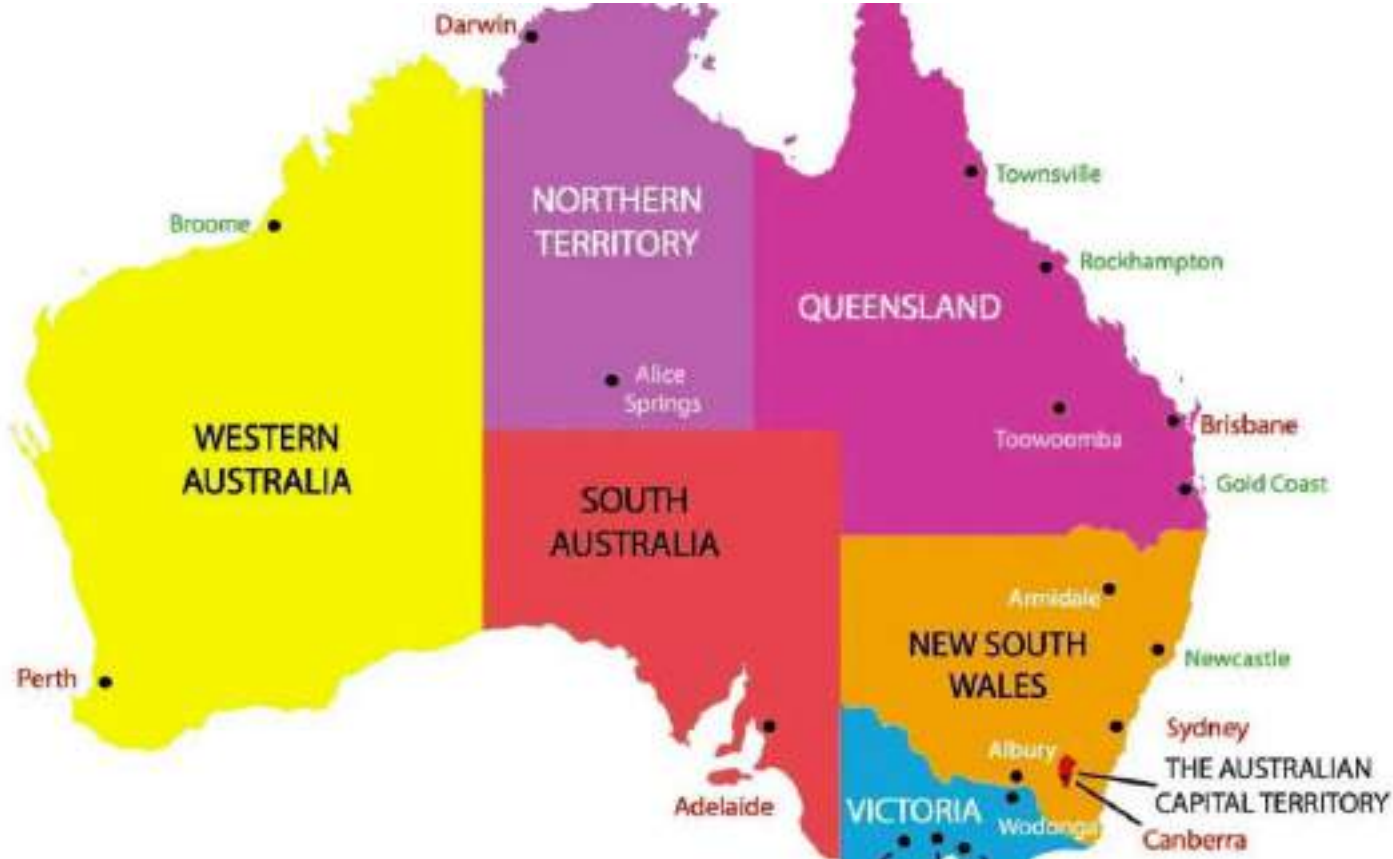 Darwin
NORTHERN
TERRITORY
Townsville
Broome
Rockhampton
QUEENSLAND
Alice
Springs
WESTERN
AUSTRALIA
Toowoomba
Brisbane
Gold Coast
SOUTH
AUSTRALIA
Armidale
NEW SOUTH
WALES
Newcastle
Perth
Sydney
Albury
THE AUSTRALIAN
CAPITAL TERRITORY
Adelaide
VICTORIA
Wodonga
Canberra